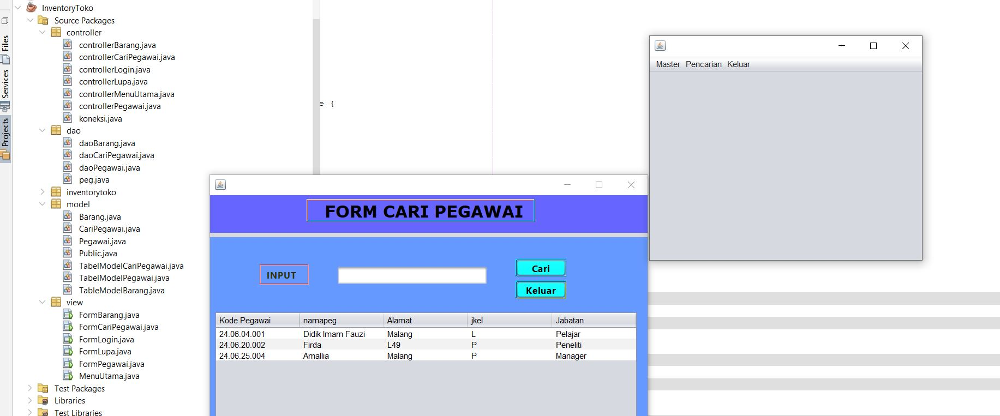 InventoryToko
Source Packages
controller
controllerBarang.java
controllerCariPegawai.java
controllerLogin.java
controllerLupa.java
controllerMenuUtama.java
controllerPegawai.java
koneksi.java
dao
daoBarang.java
daoCariPegawai.java
daoPegawai.java
peg.java
inventorytoko
model
Barang.java
CariPegawai.java
Pegawai.java
Public.java
TabelModelCariPegawai.java
TabelModelPegawai.java
TableModelBarang.java
view
FormBarang.java
FormCariPegawai.java
FormLogin.java
FormLupa.java
FormPegawai.java
MenuUtama.java
Test Packages
Libraries
Test Libraries
Files
Services
Projects
e {
Master Pencarian Keluar
FORM CARI PEGAWAI
INPUT
Cari
Keluar
Kode Pegawai namapeg Alamat jkel Jabatan
24.06.04.001 Didik Imam Fauzi Malang L Pelajar
24.06.20.002 Firda L49 P Peneliti
24.06.25.004 Amallia Malang P Manager